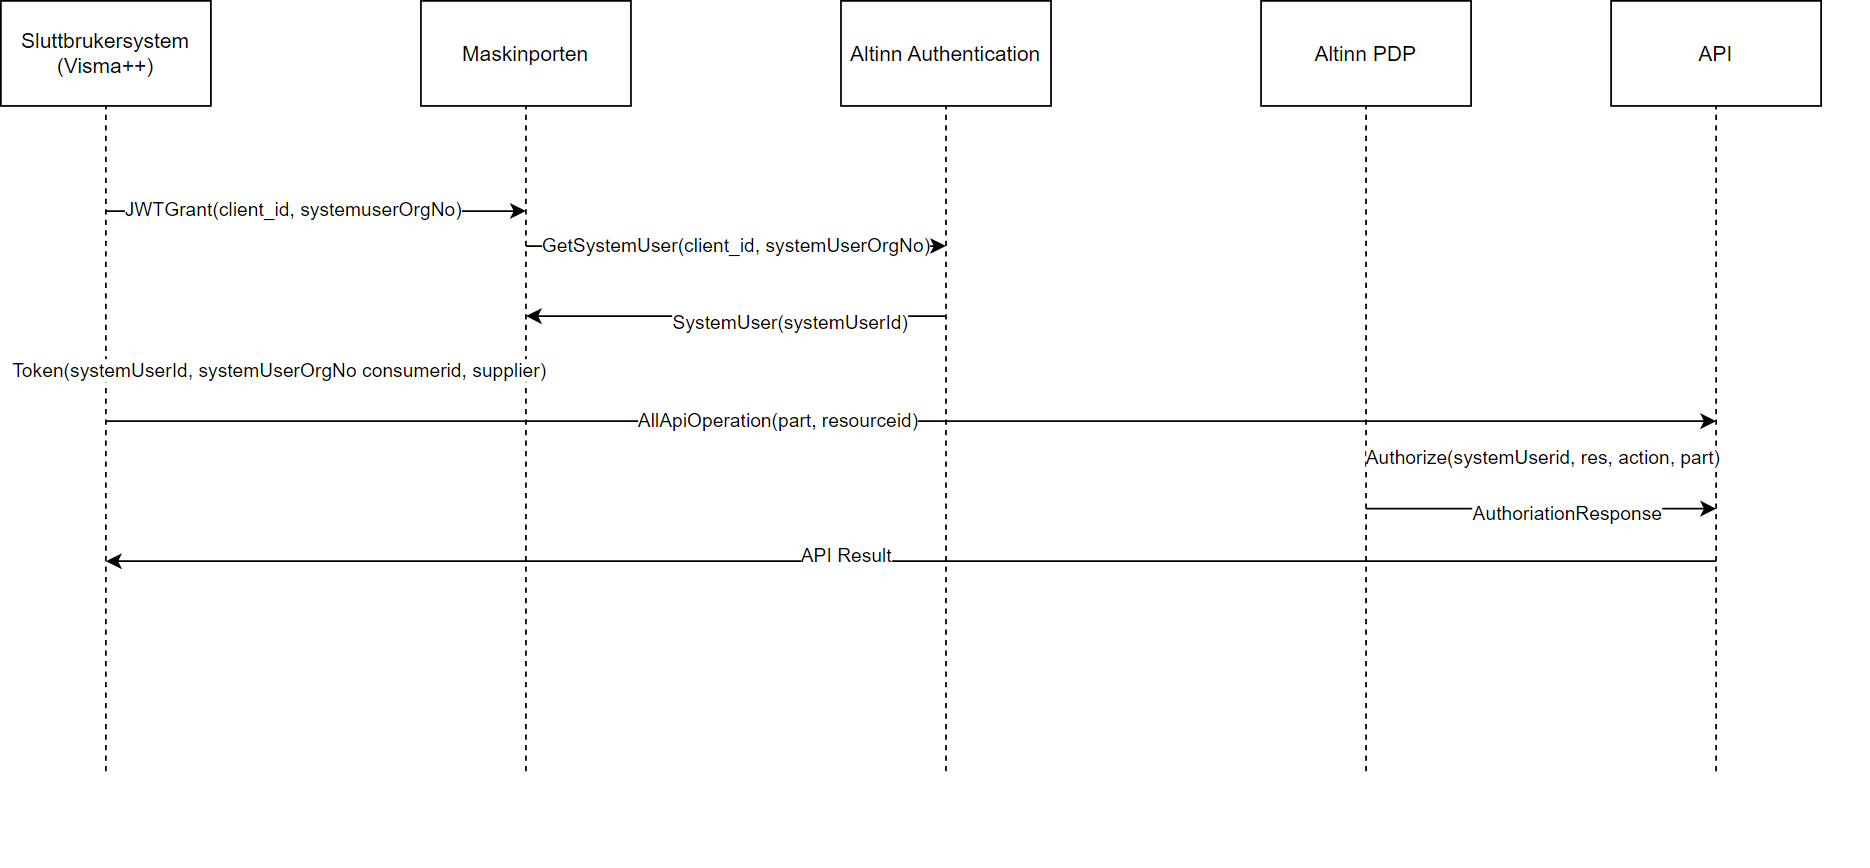 Sluttbrukersystem
(Visma++)
Maskinporten
Altinn Authentication
Altinn PDP
API
JWTGrant(client_id, systemuserOrgNo)
GetSystemUser(client_id, systemUserOrgNo)
SystemUser(systemUserId)
Token(systemUserId, systemUserOrgNo consumerid, supplier)
AllApiOperation(part, resourceid)
Authorize(systemUserid, res, action, part)
AuthoriationResponse
API Result